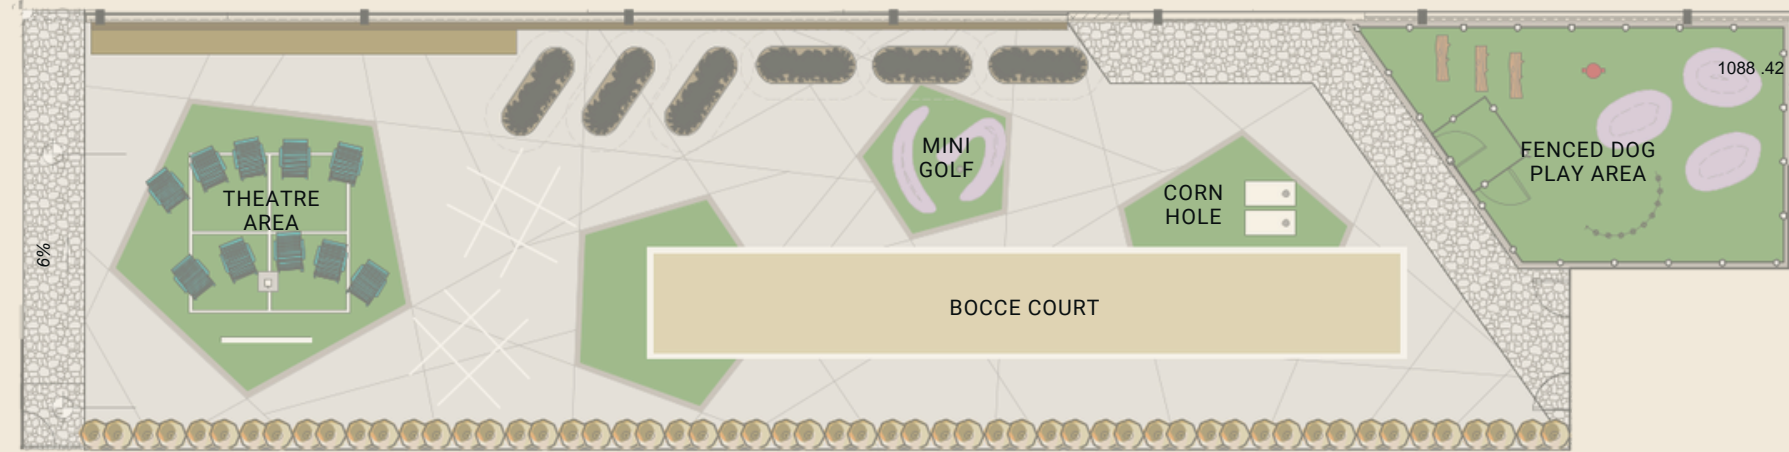 1088 .42
MINI
GOLF
FENCED DOG
PLAY AREA
THEATRE
AREA
CORN
HOLE
6%
BOCCE COURT